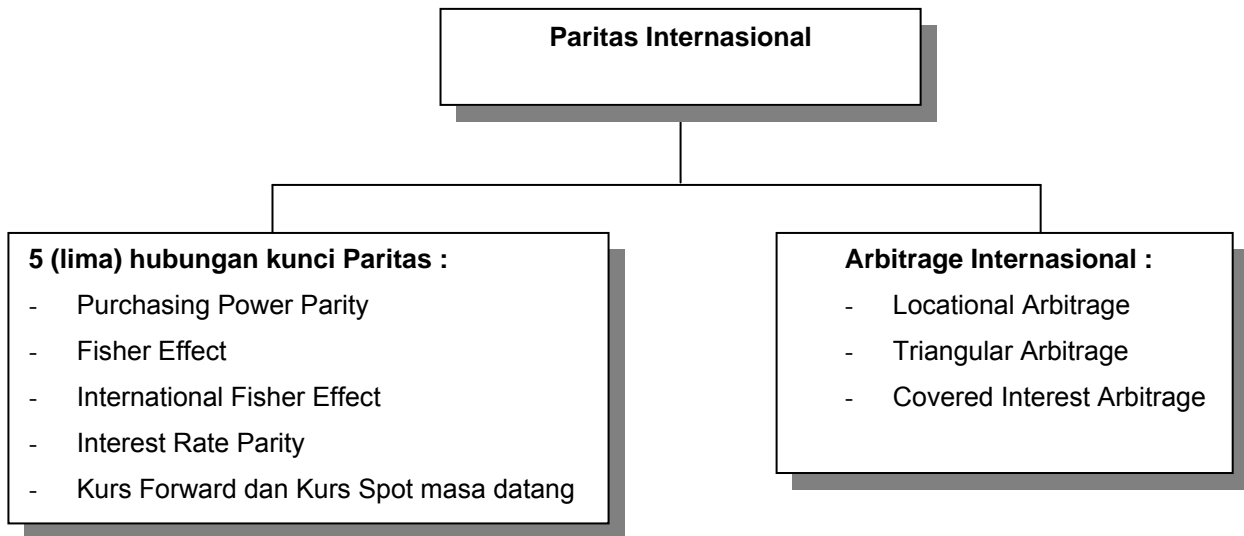 Paritas Internasional
5 (lima) hubungan kunci Paritas :
- Purchasing Power Parity
- Fisher Effect
- International Fisher Effect
- Interest Rate Parity
- Kurs Forward dan Kurs Spot masa datang
Arbitrage Internasional :
- Locational Arbitrage
- Triangular Arbitrage
- Covered Interest Arbitrage